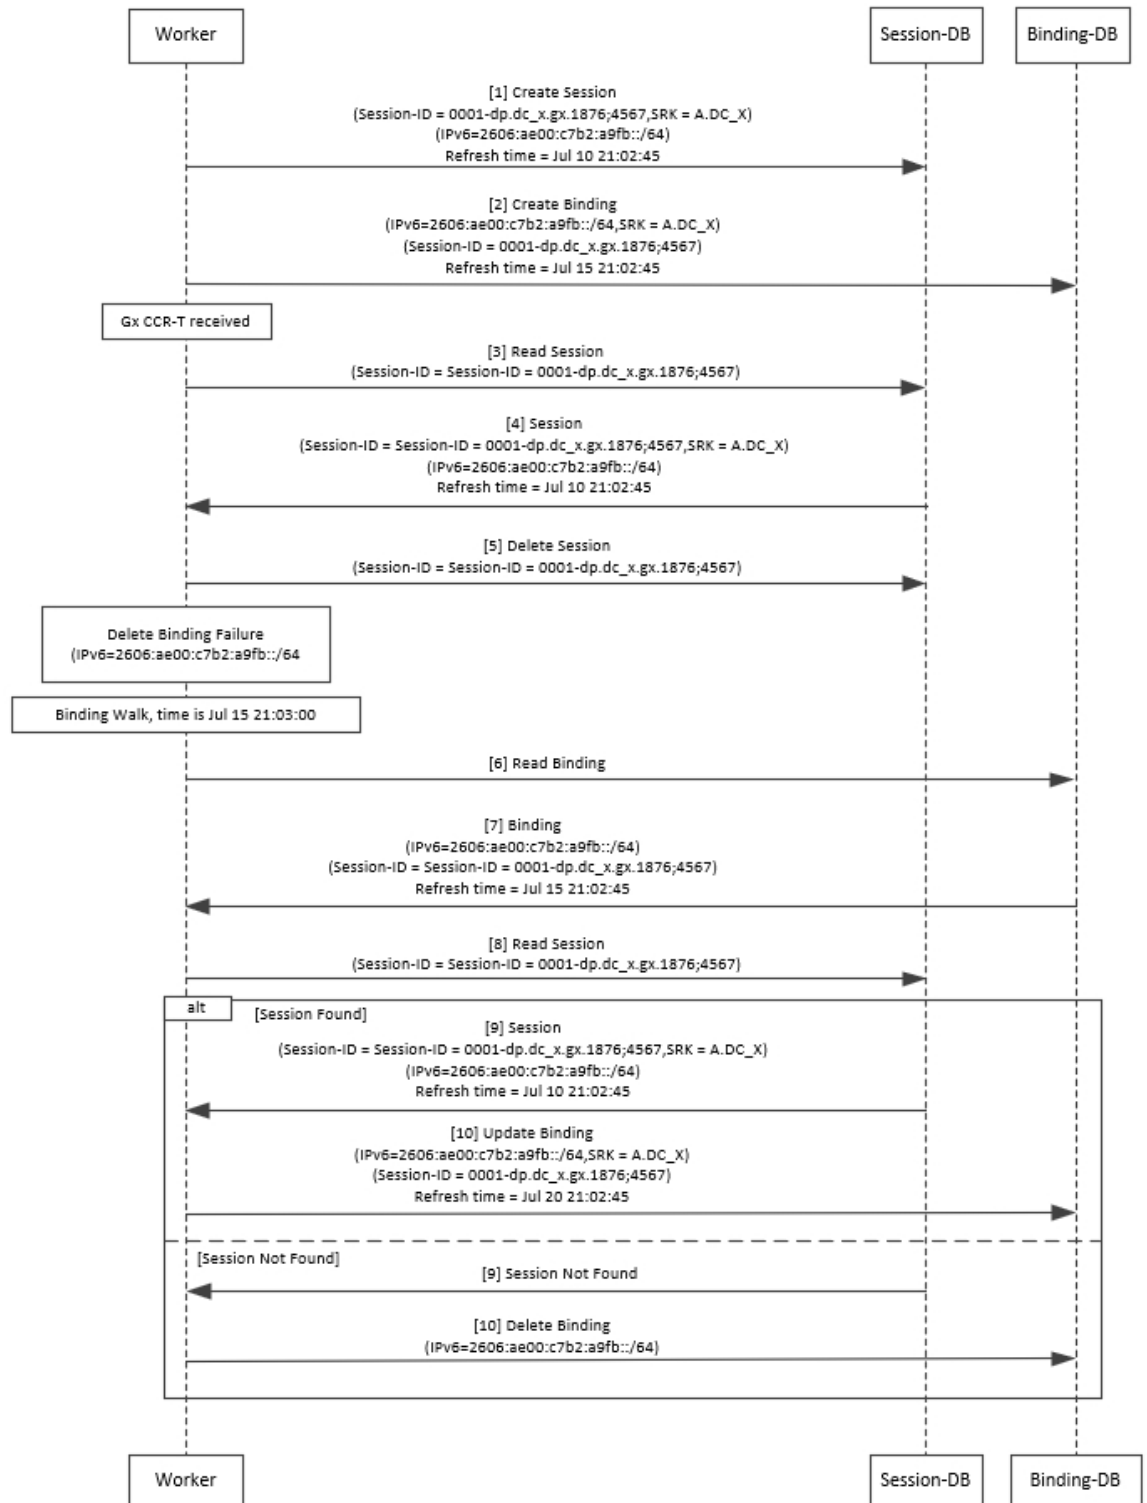 Worker
Session-DB
Binding-DB
[1] Create Session
(Session-ID = 0001-dp.dc_x.gx.1876;4567,SRK = A.DC_X)
(IPv6=2606:ae00:c7b2:a9fb::/64)
Refresh time = Jul 10 21:02:45
[2] Create Binding
(IPv6=2606:ae00:c7b2:a9fb::/64,SRK = A.DC_X)
(Session-ID = 0001-dp.dc_x.gx.1876;4567)
Refresh time = Jul 15 21:02:45
Gx CCR-T received
[3] Read Session
(Session-ID = Session-ID = 0001-dp.dc_x.gx.1876;4567)
[4] Session
(Session-ID = Session-ID = 0001-dp.dc_x.gx.1876;4567,SRK = A.DC_X)
(IPv6=2606:ae00:c7b2:a9fb::/64)
Refresh time = Jul 10 21:02:45
[5] Delete Session
(Session-ID = Session-ID = 0001-dp.dc_x.gx.1876;4567)
Delete Binding Failure
(IPv6=2606:ae00:c7b2:a9fb::/64
Binding Walk, time is Jul 15 21:03:00
[6] Read Binding
[7] Binding
(IPv6=2606:ae00:c7b2:a9fb::/64)
(Session-ID = Session-ID = 0001-dp.dc_x.gx.1876;4567)
Refresh time = Jul 15 21:02:45
[8] Read Session
(Session-ID = Session-ID = 0001-dp.dc_x.gx.1876;4567)
alt
[Session Found]
[9] Session
(Session-ID = Session-ID = 0001-dp.dc_x.gx.1876;4567,SRK = A.DC_X)
(IPv6=2606:ae00:c7b2:a9fb::/64)
Refresh time = Jul 10 21:02:45
[10] Update Binding
(IPv6=2606:ae00:c7b2:a9fb::/64,SRK = A.DC_X)
(Session-ID = 0001-dp.dc_x.gx.1876;4567)
Refresh time = Jul 20 21:02:45
[Session Not Found]
[9] Session Not Found
[10] Delete Binding
(IPv6=2606:ae00:c7b2:a9fb::/64)
Worker
Session-DB
Binding-DB